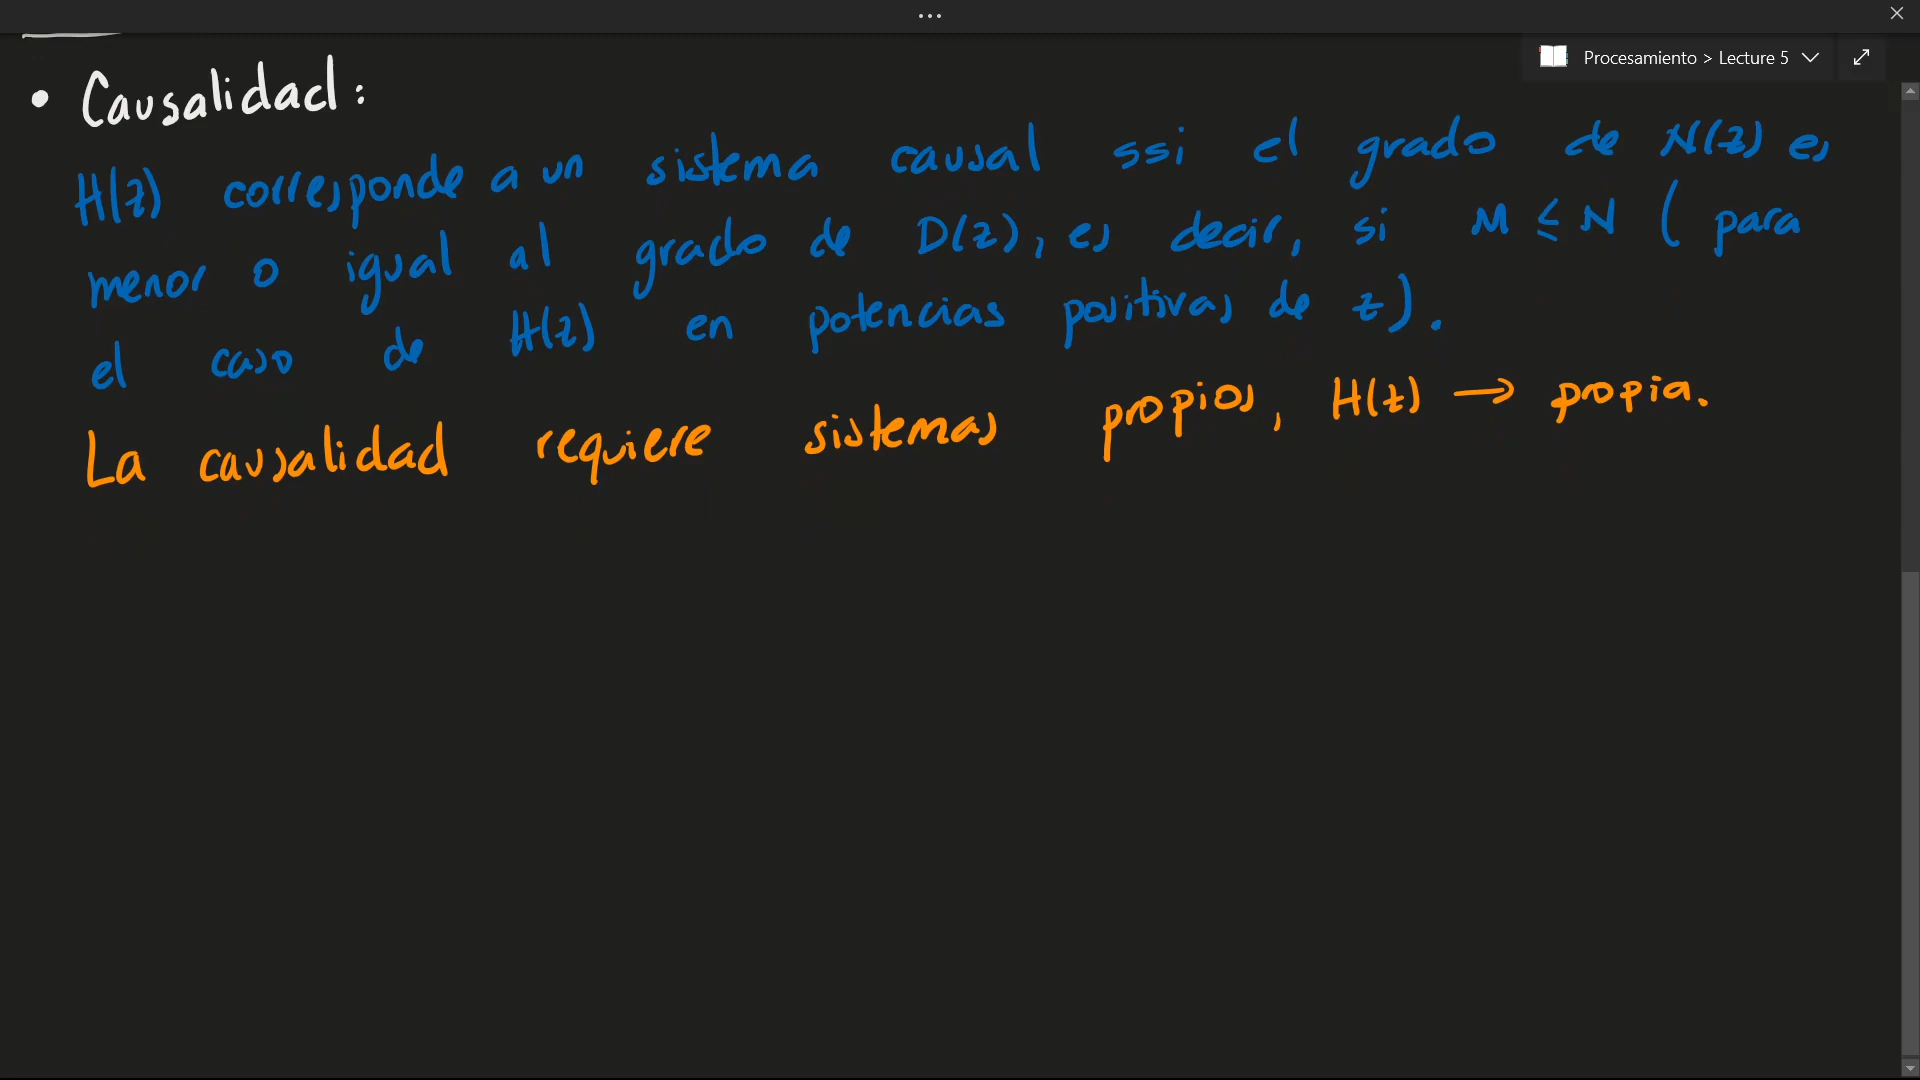 Procesamiento > Lecture 5
• Causalidad:
H(z) corresponde a un sistema causal ssi el grado de N(z) es
menor o igual al grado de D(z), es decir, si M ≤ N (para
el caso de H(z) en potencias positivas de z).
La causalidad requiere sistemas propios, H(z) → propia.